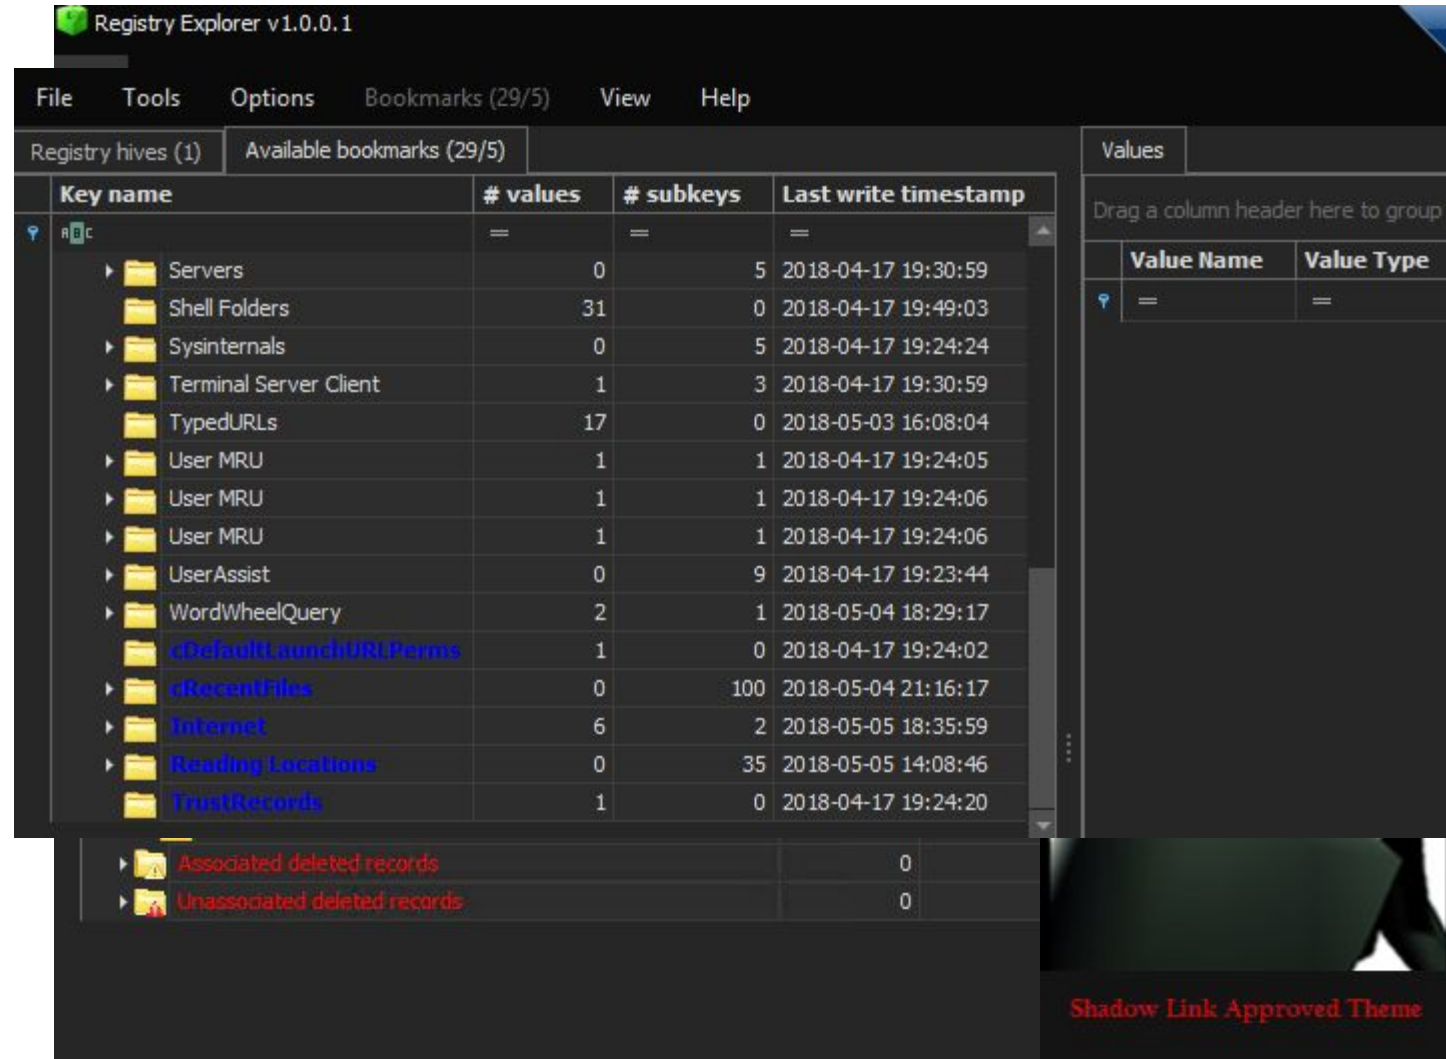 Registry Explorer v1.0.0.1
File Tools Options Bookmarks (29/5) View Help
Registry hives (1) Available bookmarks (29/5) Values
Key name # values # subkeys Last write timestamp
Drag a column header here to group
ABC = = =
Value Name Value Type
= =
Servers 0 5 2018-04-17 19:30:59
Shell Folders 31 0 2018-04-17 19:49:03
Sysinternals 0 5 2018-04-17 19:24:24
Terminal Server Client 1 3 2018-04-17 19:30:59
TypedURLs 17 0 2018-05-03 16:08:04
User MRU 1 1 2018-04-17 19:24:05
User MRU 1 1 2018-04-17 19:24:06
User MRU 1 1 2018-04-17 19:24:06
UserAssist 0 9 2018-04-17 19:23:44
WordWheelQuery 2 1 2018-05-04 18:29:17
cDefaultLaunchURLPerms 1 0 2018-04-17 19:24:02
cRecentFiles 0 100 2018-05-04 21:16:17
Internet 6 2 2018-05-05 18:35:59
Reading Locations 0 35 2018-05-05 14:08:46
TrustRecords 1 0 2018-04-17 19:24:20
Associated deleted records 0
Unassociated deleted records 0
Shadow Link Approved Theme